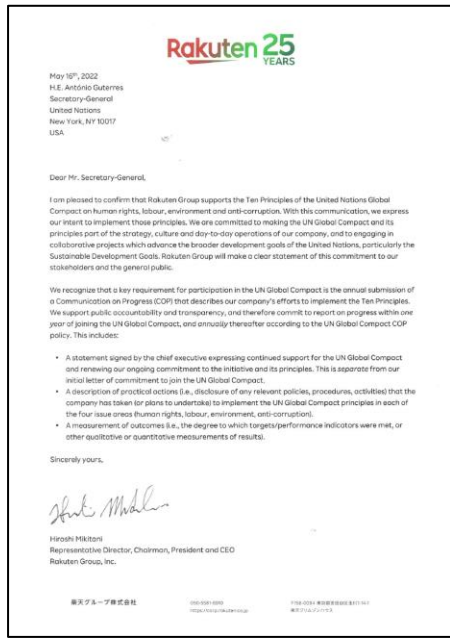 Rakuten 25
YEARS
May 16th, 2022
H.E. António Guterres
Secretary-General
United Nations
New York, NY 10017
USA
Dear Mr. Secretary-General,
I am pleased to confirm that Rakuten Group supports the Ten Principles of the United Nations Global
Compact on human rights, labour, environment and anti-corruption. With this communication, we express
our intent to implement those principles. We are committed to making the UN Global Compact and its
principles part of the strategy, culture and day-to-day operations of our company, and to engaging in
collaborative projects which advance the broader development goals of the United Nations, particularly the
Sustainable Development Goals. Rakuten Group will make a clear statement of this commitment to our
stakeholders and the general public.
We recognize that a key requirement for participation in the UN Global Compact is the annual submission of
a Communication on Progress (COP) that describes our company's efforts to implement the Ten Principles.
We support public accountability and transparency, and therefore commit to report on progress within one
year of joining the UN Global Compact, and annually thereafter according to the UN Global Compact COP
policy. This includes:
• A statement signed by the chief executive expressing continued support for the UN Global Compact
and renewing our ongoing commitment to the initiative and its principles. This is separate from our
initial letter of commitment to join the UN Global Compact.
• A description of practical actions (i.e., disclosure of any relevant policies, procedures, activities) that the
company has taken (or plans to undertake) to implement the UN Global Compact principles in each of
the four issue areas (human rights, labour, environment, anti-corruption).
• A measurement of outcomes (i.e., the degree to which targets/performance indicators were met, or
other qualitative or quantitative measurements of results).
Sincerely yours,
Hiroshi Mikitani
Representative Director, Chairman, President and CEO
Rakuten Group, Inc.
楽天グループ株式会社